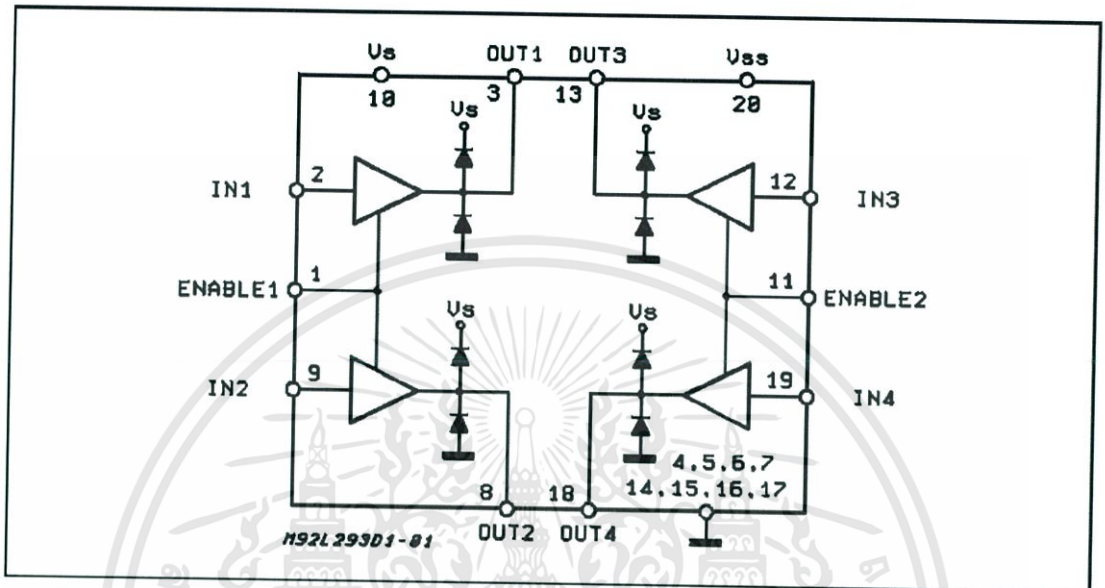 Vs OUT1 OUT3 Vss
10 3 13 20
Vs Vs
IN1 2 12 IN3
ENABLE1 1 11 ENABLE2
Vs Vs
IN2 9 19 IN4
4,5,6,7
8 18 14,15,16,17
M92L293D1-01 OUT2 OUT4